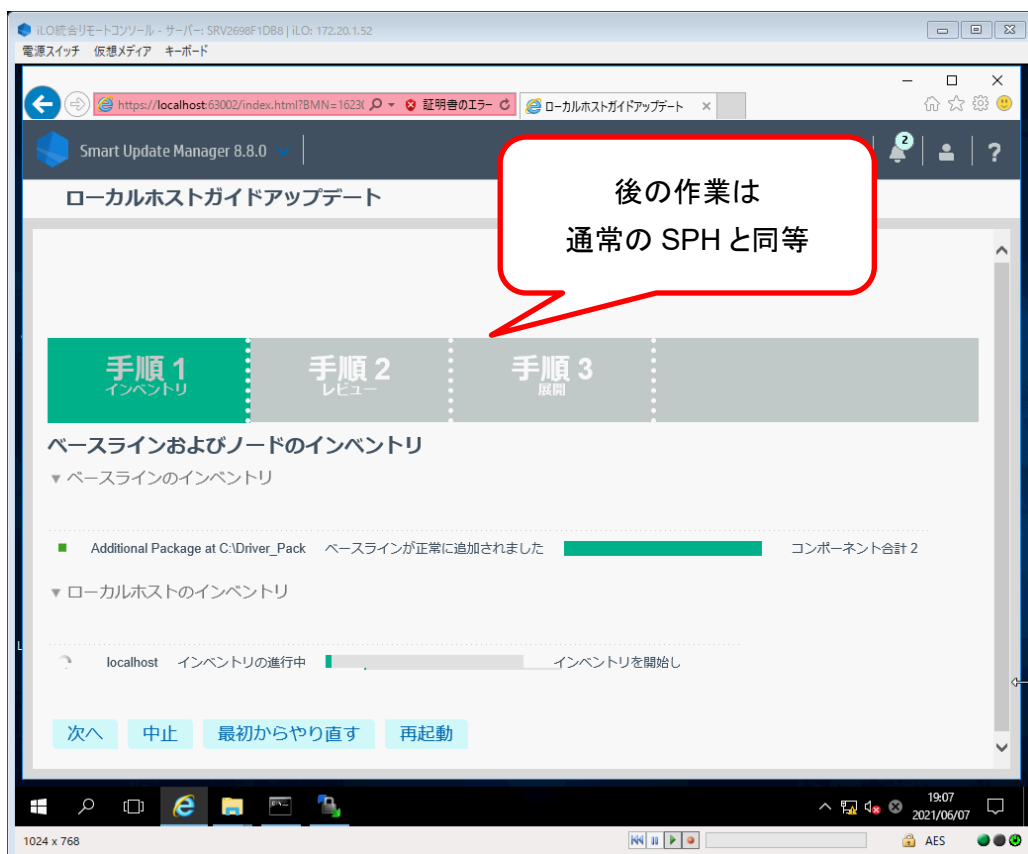 iLO統合リモートコンソール - サーバー: SRV2698F1DB8 | iLO: 172.20.1.52
電源スイッチ 仮想メディア キーボード
https://localhost:63002/index.html?BMN=1623( 証明書のエラー ローカルホストガイドアップデート ×
Smart Update Manager 8.8.0
2
?
後の作業は
通常の SPH と同等
ローカルホストガイドアップデート
手順 1
インベントリ
手順 2
レビュー
手順 3
展開
ベースラインおよびノードのインベントリ
ベースラインのインベントリ
Additional Package at C:\Driver_Pack ベースラインが正常に追加されました コンポーネント合計 2
ローカルホストのインベントリ
localhost インベントリの進行中 インベントリを開始し
次へ 中止 最初からやり直す 再起動
19:07
2021/06/07
1024 x 768
AES